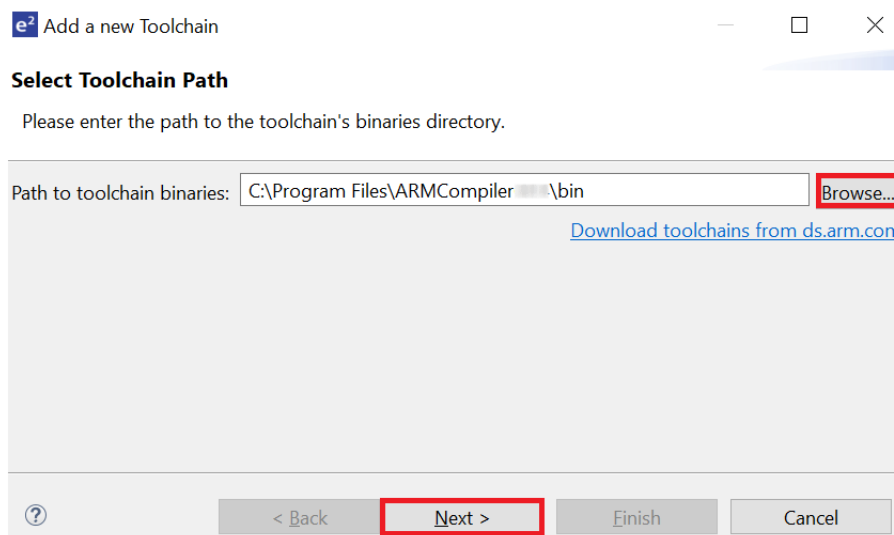 e² Add a new Toolchain
Select Toolchain Path
Please enter the path to the toolchain's binaries directory.
Path to toolchain binaries: C:\Program Files\ARMCompiler \bin Browse...
Download toolchains from ds.arm.com
? < Back Next > Finish Cancel